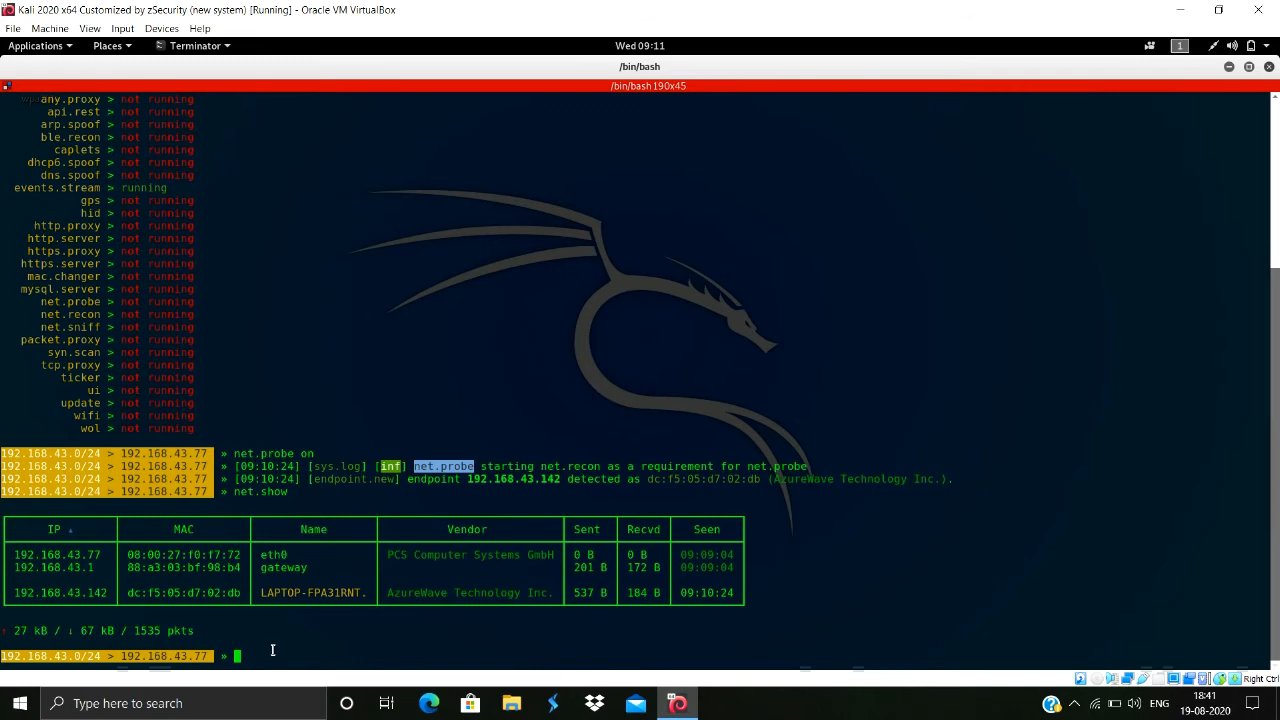 Kali 2020 x64 Customized by zSecurity (new system) [Running] - Oracle VM VirtualBox
File Machine View Input Devices Help
Applications Places Terminator Wed 09:11 1
/bin/bash
/bin/bash 190x45
any.proxy > not running
api.rest > not running
arp.spoof > not running
ble.recon > not running
caplets > not running
dhcp6.spoof > not running
dns.spoof > not running
events.stream > running
gps > not running
hid > not running
http.proxy > not running
http.server > not running
https.proxy > not running
https.server > not running
mac.changer > not running
mysql.server > not running
net.probe > not running
net.recon > not running
net.sniff > not running
packet.proxy > not running
syn.scan > not running
tcp.proxy > not running
ticker > not running
ui > not running
update > not running
wifi > not running
wol > not running
192.168.43.0/24 > 192.168.43.77 » net.probe on
192.168.43.0/24 > 192.168.43.77 » [09:10:24] [sys.log] [inf] net.probe starting net.recon as a requirement for net.probe
192.168.43.0/24 > 192.168.43.77 » [09:10:24] [endpoint.new] endpoint 192.168.43.142 detected as dc:f5:05:d7:02:db (AzureWave Technology Inc.).
192.168.43.0/24 > 192.168.43.77 » net.show
IP MAC Name Vendor Sent Recvd Seen
192.168.43.77 08:00:27:f0:f7:72 eth0 PCS Computer Systems GmbH 0 B 0 B 09:09:04
192.168.43.1 88:a3:03:bf:98:b4 gateway 201 B 172 B 09:09:04
192.168.43.142 dc:f5:05:d7:02:db LAPTOP-FPA31RNT. AzureWave Technology Inc. 537 B 184 B 09:10:24
↑ 27 kB / ↓ 67 kB / 1535 pkts
192.168.43.0/24 > 192.168.43.77 »
Right Ctrl
Type here to search ENG 18:41
19-08-2020